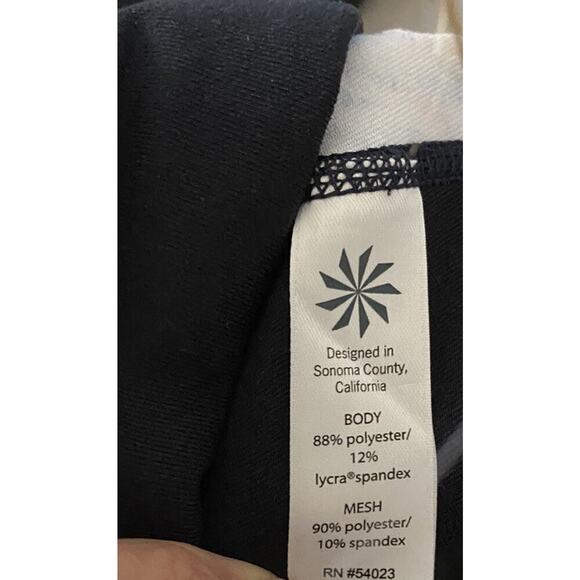 Designed in
Sonoma County,
California
BODY
88% polyester/
12%
lycra®spandex
MESH
90% polyester/
10% spandex
RN #54023